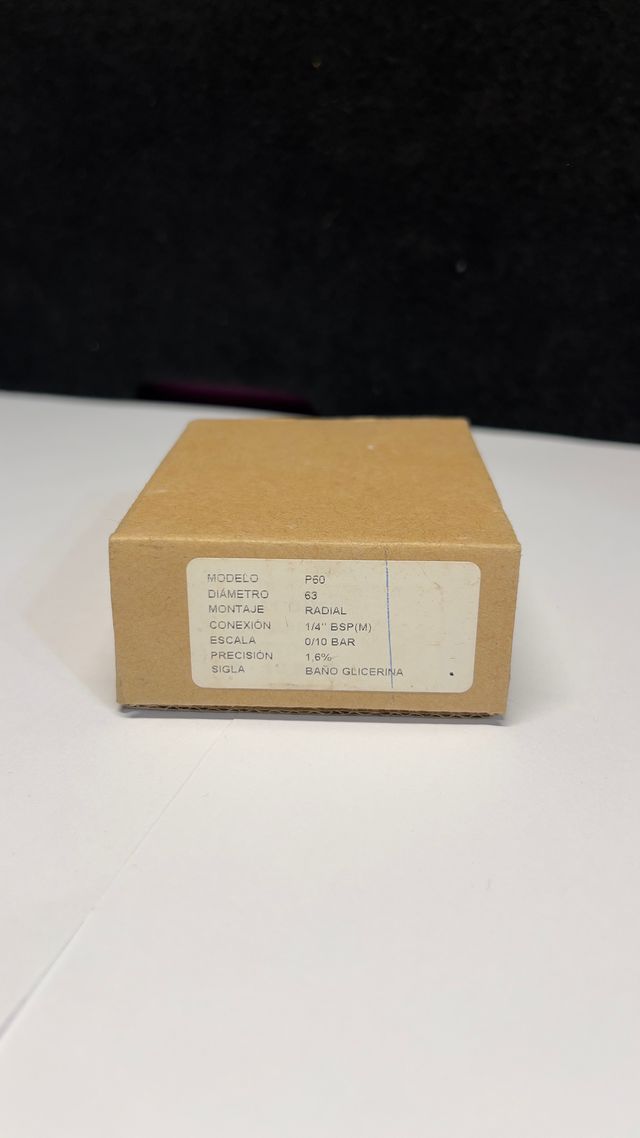 MODELO P60
DIÁMETRO 63
MONTAJE RADIAL
CONEXIÓN 1/4" BSP(M)
ESCALA 0/10 BAR
PRECISIÓN 1,6%
SIGLA BAÑO GLICERINA